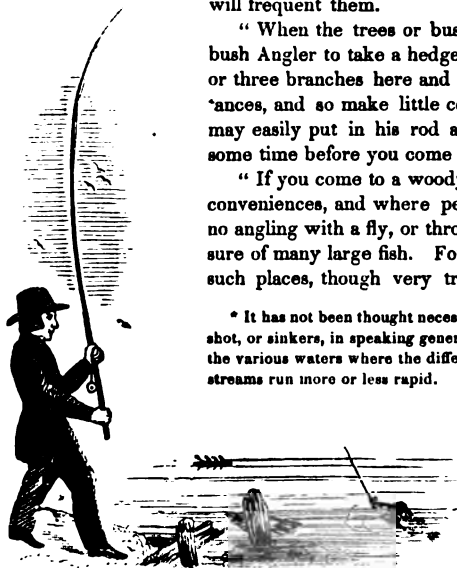 will frequent them.
“ When the trees or bus
bush Angler to take a hedge
or three branches here and
‘ances, and so make little c
may easily put in his rod a
some time before you come
“ If you come to a woody
conveniences, and where pe
no angling with a fly, or thro
sure of many large fish. Fo
such places, though very tr
* It has not been thought neces
shot, or sinkers, in speaking gener
the various waters where the diffe
streams run more or less rapid.